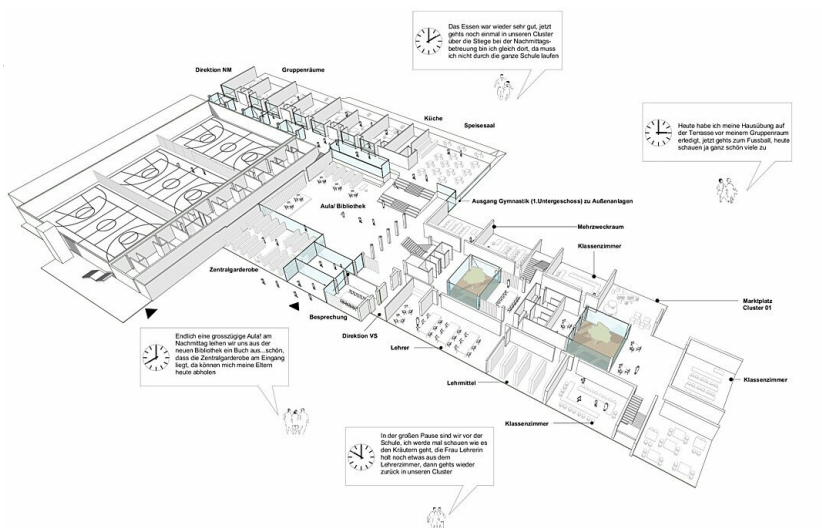 Das Essen war wieder sehr gut, jetzt
gehts noch einmal in unseren Cluster
über die Stiege bei der Nachmittags-
betreuung bin ich gleich dort, da muss
ich nicht durch die ganze Schule laufen
Direktion NM
Gruppenräume
Küche
Speisesaal
Heute habe ich meine Hausübung auf
der Terrasse vor meinem Gruppenraum
erledigt, jetzt gehts zum Fussball, heute
schauen ja ganz schön viele zu
Aula/ Bibliothek
Ausgang Gymnastik (1.Untergeschoss) zu Außenanlagen
Mehrzweckraum
Klassenzimmer
Zentralgarderobe
Marktplatz
Cluster 01
Besprechung
Direktion VS
Lehrer
Endlich eine grosszügige Aula! am
Nachmittag leihen wir uns aus der
neuen Bibliothek ein Buch aus...schön,
dass die Zentralgarderobe am Eingang
liegt, da können mich meine Eltern
heute abholen
Lehrmittel
Klassenzimmer
Klassenzimmer
In der großen Pause sind wir vor der
Schule, ich werde mal schauen wie es
den Kräutern geht, die Frau Lehrerin
holt noch etwas aus dem
Lehrerzimmer, dann gehts wieder
zurück in unseren Cluster